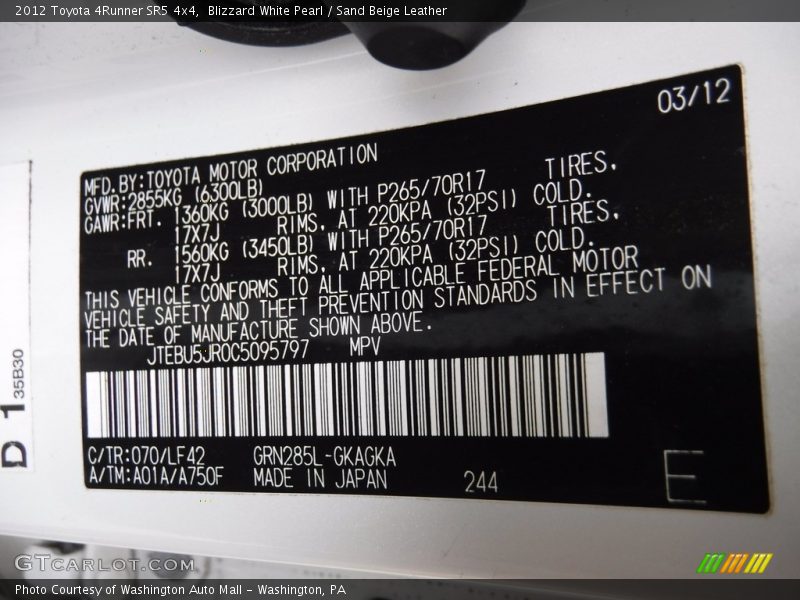 2012 Toyota 4Runner SR5 4x4, Blizzard White Pearl / Sand Beige Leather
03/12
MFD.BY:TOYOTA MOTOR CORPORATION
GVWR:2855KG (6300LB)
GAWR:FRT. 1360KG (3000LB) WITH P265/70R17 TIRES.
17X7J RIMS, AT 220KPA (32PSI) COLD.
RR. 1560KG (3450LB) WITH P265/70R17 TIRES.
17X7J RIMS, AT 220KPA (32PSI) COLD.
THIS VEHICLE CONFORMS TO ALL APPLICABLE FEDERAL MOTOR
VEHICLE SAFETY AND THEFT PREVENTION STANDARDS IN EFFECT ON
THE DATE OF MANUFACTURE SHOWN ABOVE.
JTEBU5JR0C5095797 MPV
C/TR:070/LF42 GRN285L-GKAGKA
A/TM:A01A/A750F MADE IN JAPAN 244 E
D 1 35B30
GTCarLot.com
Photo Courtesy of Washington Auto Mall - Washington, PA